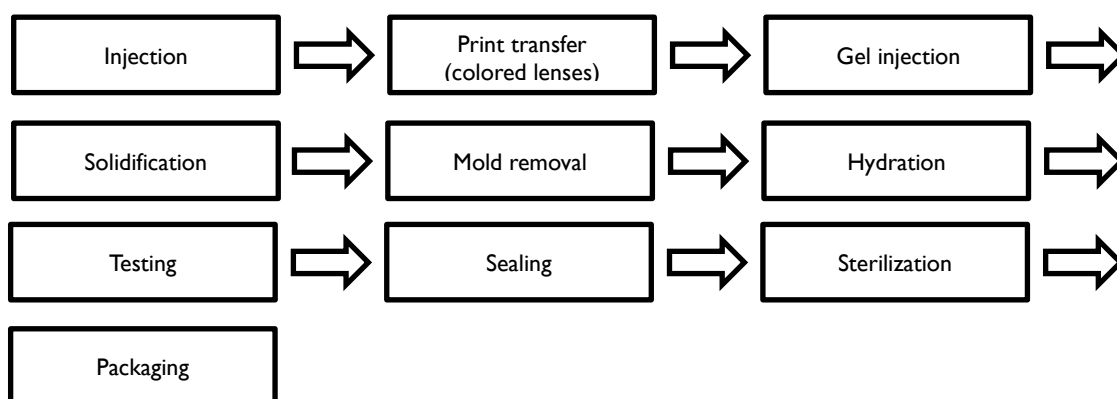 Injection
Print transfer
(colored lenses)
Gel injection
Solidification
Mold removal
Hydration
Testing
Sealing
Sterilization
Packaging